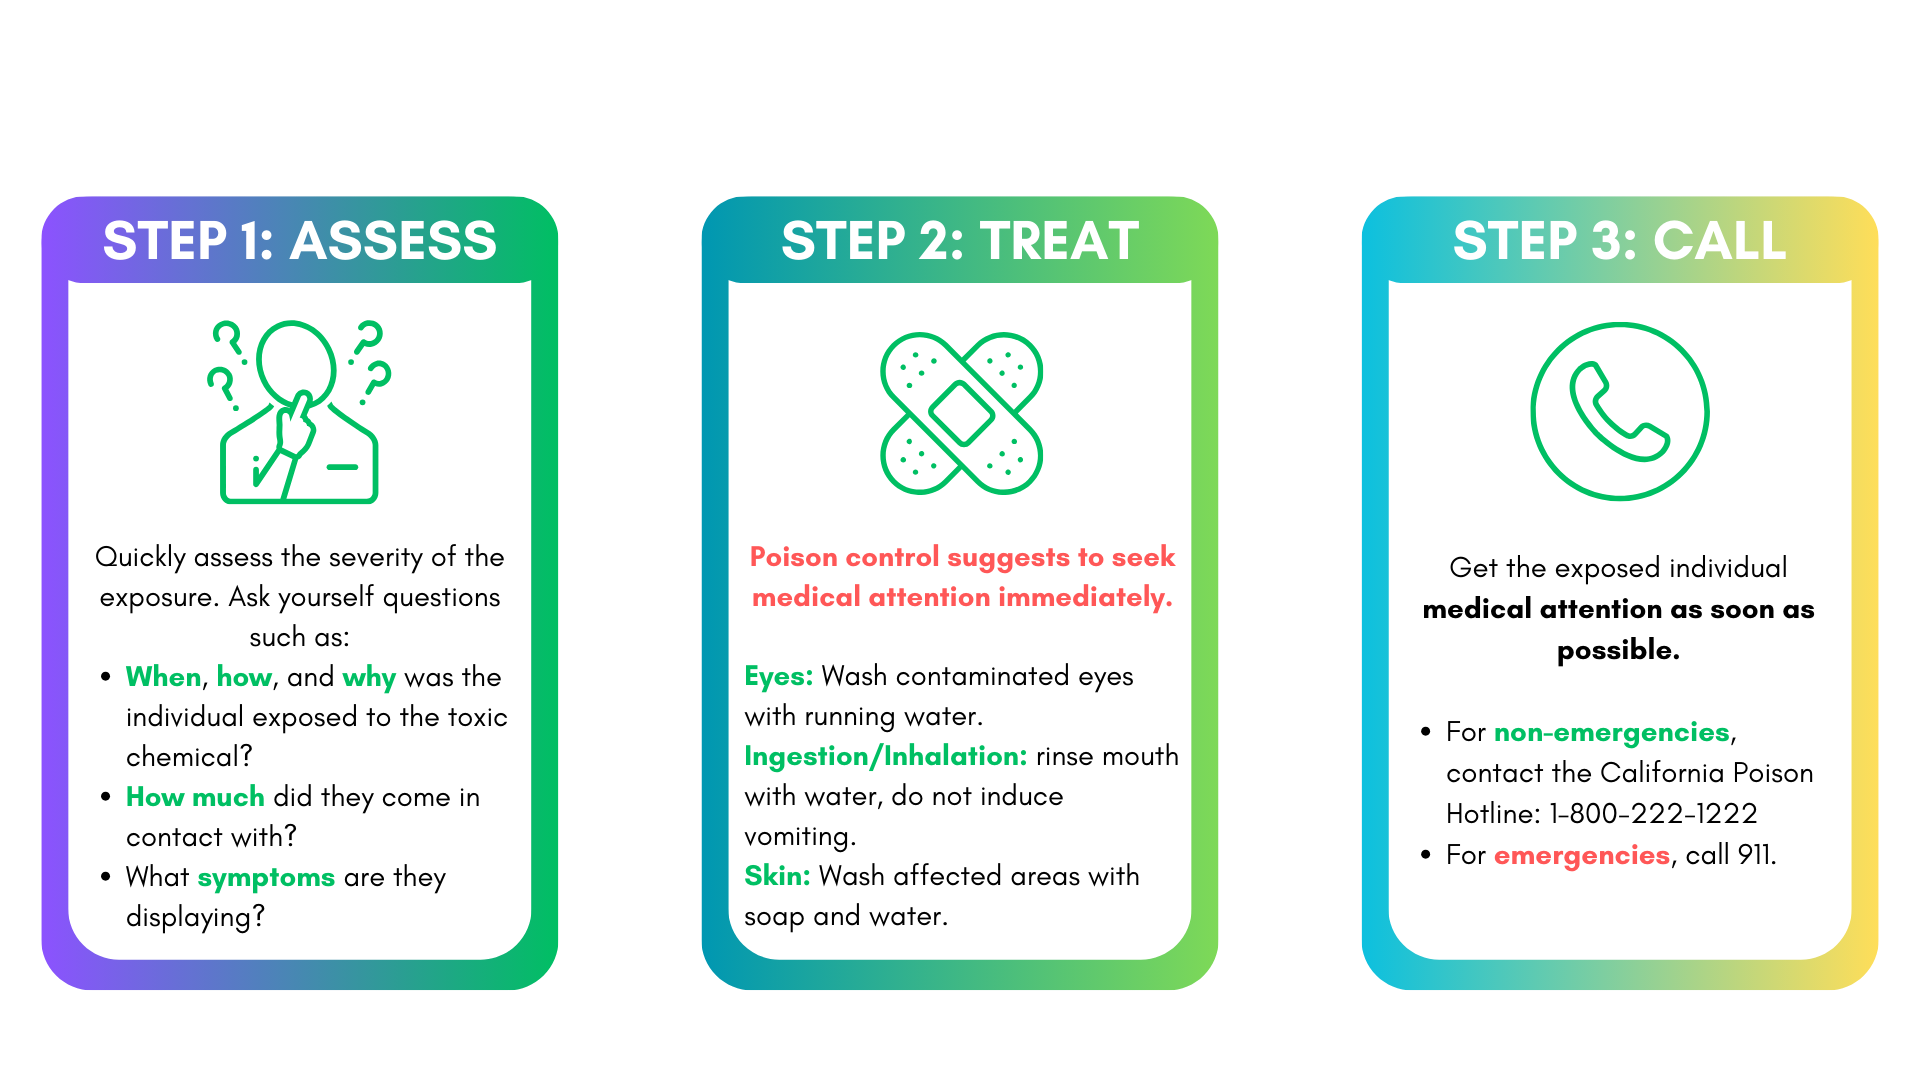 STEP 1: ASSESS
Quickly assess the severity of the
exposure. Ask yourself questions
such as:
• When, how, and why was the
individual exposed to the toxic
chemical?
• How much did they come in
contact with?
• What symptoms are they
displaying?
STEP 2: TREAT
Poison control suggests to seek
medical attention immediately.
Eyes: Wash contaminated eyes
with running water.
Ingestion/Inhalation: rinse mouth
with water, do not induce
vomiting.
Skin: Wash affected areas with
soap and water.
STEP 3: CALL
Get the exposed individual
medical attention as soon as
possible.
• For non-emergencies,
contact the California Poison
Hotline: 1-800-222-1222
• For emergencies, call 911.